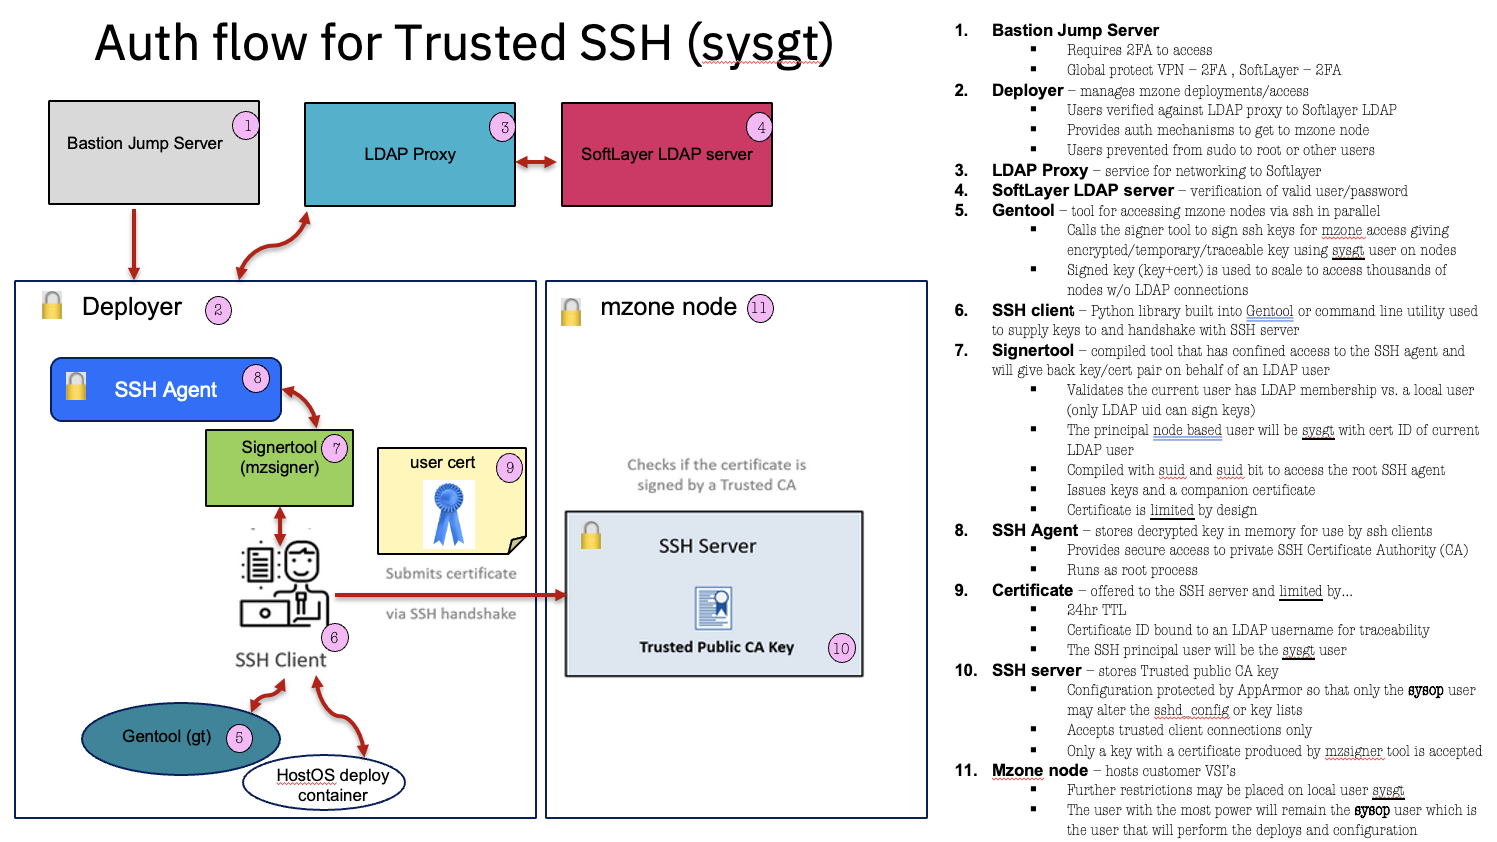 Auth flow for Trusted SSH (sysgt)
Bastion Jump Server
1
LDAP Proxy
3
SoftLayer LDAP server
4
Deployer
2
SSH Agent
8
Signertool
(mzsigner)
7
user cert
9
Submits certificate
via SSH handshake
6
SSH Client
Gentool (gt)
5
HostOS deploy
container
mzone node
11
Checks if the certificate is
signed by a Trusted CA
SSH Server
Trusted Public CA Key
10
1. Bastion Jump Server
▪ Requires 2FA to access
▪ Global protect VPN – 2FA , SoftLayer – 2FA
2. Deployer – manages mzone deployments/access
▪ Users verified against LDAP proxy to Softlayer LDAP
▪ Provides auth mechanisms to get to mzone node
▪ Users prevented from sudo to root or other users
3. LDAP Proxy – service for networking to Softlayer
4. SoftLayer LDAP server – verification of valid user/password
5. Gentool – tool for accessing mzone nodes via ssh in parallel
▪ Calls the signer tool to sign ssh keys for mzone access giving
encrypted/temporary/traceable key using sysgt user on nodes
▪ Signed key (key+cert) is used to scale to access thousands of
nodes w/o LDAP connections
6. SSH client – Python library built into Gentool or command line utility used
to supply keys to and handshake with SSH server
7. Signertool – compiled tool that has confined access to the SSH agent and
will give back key/cert pair on behalf of an LDAP user
▪ Validates the current user has LDAP membership vs. a local user
(only LDAP uid can sign keys)
▪ The principal node based user will be sysgt with cert ID of current
LDAP user
▪ Compiled with suid and suid bit to access the root SSH agent
▪ Issues keys and a companion certificate
▪ Certificate is limited by design
8. SSH Agent – stores decrypted key in memory for use by ssh clients
▪ Provides secure access to private SSH Certificate Authority (CA)
▪ Runs as root process
9. Certificate – offered to the SSH server and limited by…
▪ 24hr TTL
▪ Certificate ID bound to an LDAP username for traceability
▪ The SSH principal user will be the sysgt user
10. SSH server – stores Trusted public CA key
▪ Configuration protected by AppArmor so that only the sysop user
may alter the sshd_config or key lists
▪ Accepts trusted client connections only
▪ Only a key with a certificate produced by mzsigner tool is accepted
11. Mzone node – hosts customer VSI's
▪ Further restrictions may be placed on local user sysgt
▪ The user with the most power will remain the sysop user which is
the user that will perform the deploys and configuration